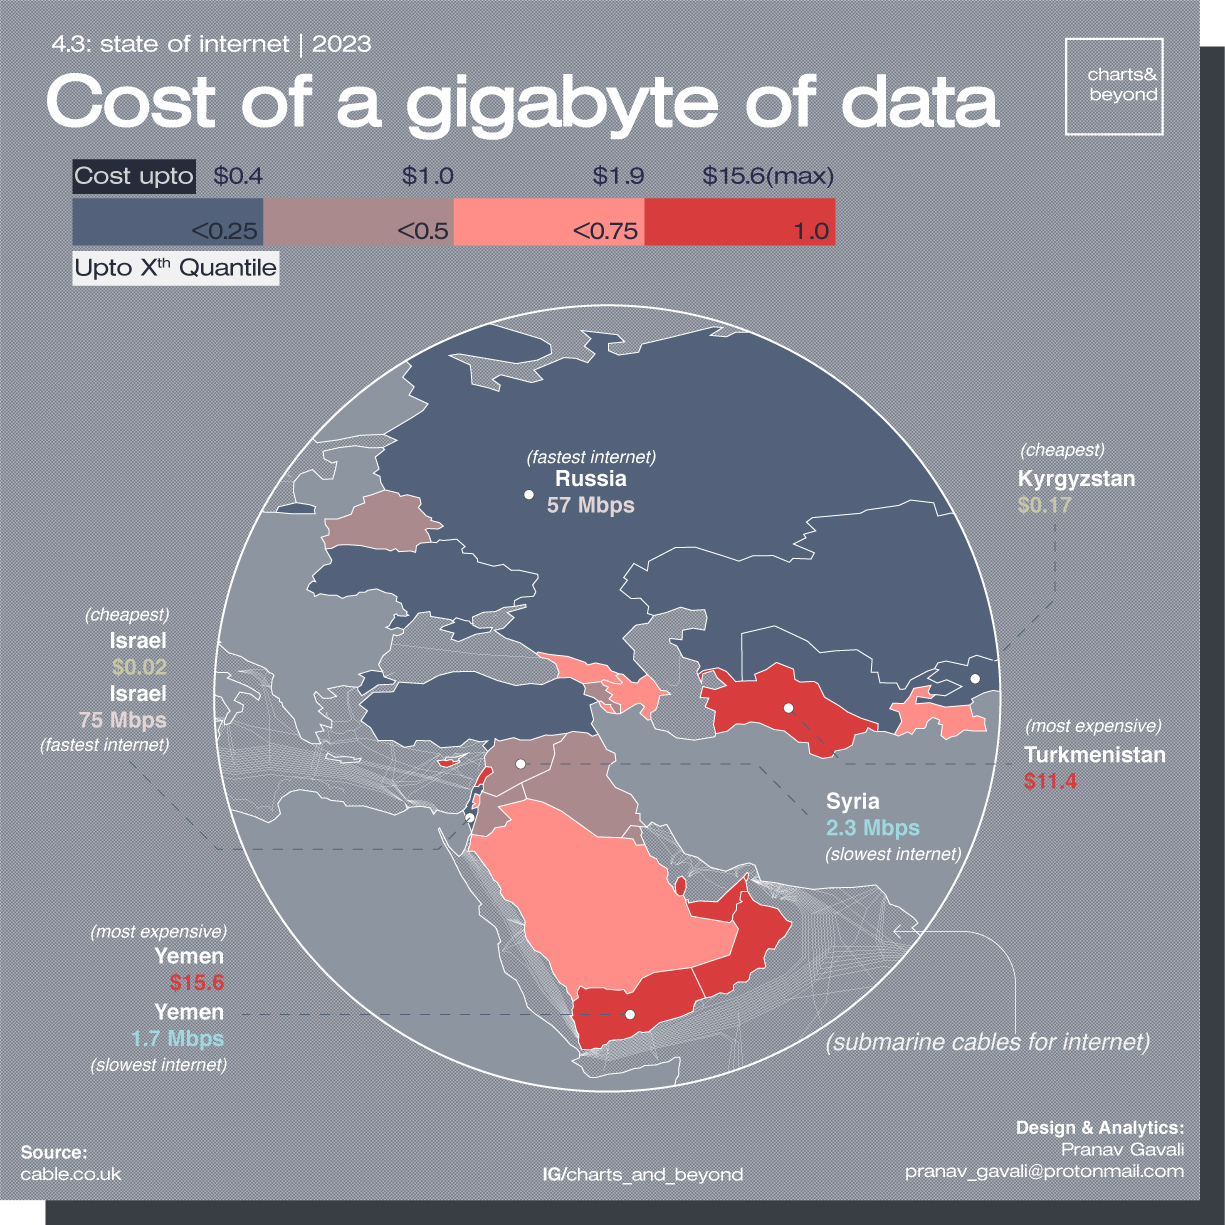 4.3: state of internet | 2023
Cost of a gigabyte of data
charts&
beyond
Cost upto $0.4 $1.0 $1.9 $15.6(max)
<0.25 <0.5 <0.75 1.0
Upto Xth Quantile
(fastest internet)
Russia
57 Mbps
(cheapest)
Kyrgyzstan
$0.17
(cheapest)
Israel
$0.02
Israel
75 Mbps
(fastest internet)
(most expensive)
Turkmenistan
$11.4
Syria
2.3 Mbps
(slowest internet)
(most expensive)
Yemen
$15.6
Yemen
1.7 Mbps
(slowest internet)
(submarine cables for internet)
Source:
cable.co.uk
IG/charts_and_beyond
Design & Analytics:
Pranav Gavali
pranav_gavali@protonmail.com